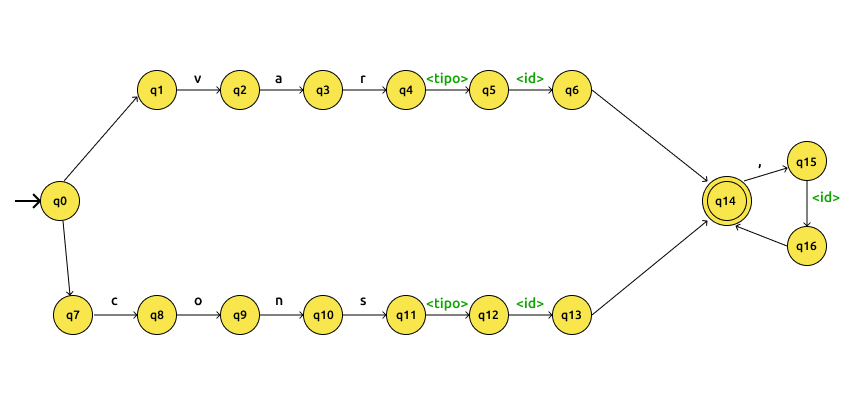 v a r <tipo> <id>
q1 q2 q3 q4 q5 q6
, q15
q0 q14 <id>
q16
c o n s <tipo> <id>
q7 q8 q9 q10 q11 q12 q13